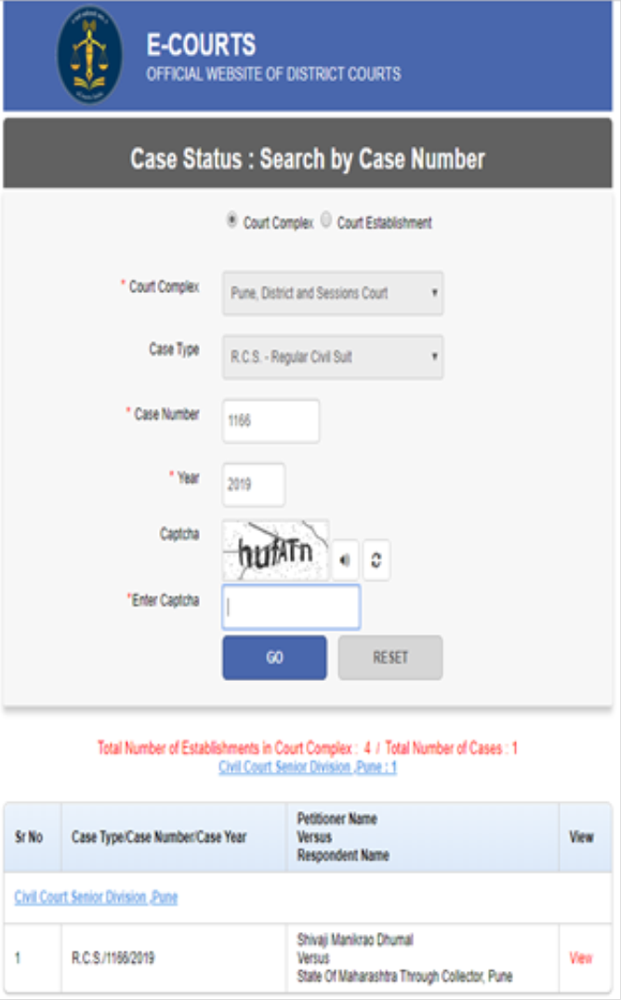 E-COURTS
OFFICIAL WEBSITE OF DISTRICT COURTS
Case Status : Search by Case Number
Court Complex Court Establishment
* Court Complex Pune, District and Sessions Court
Case Type R.C.S. - Regular Civil Suit
* Case Number 1166
* Year 2019
Captcha hufATn
*Enter Captcha
GO RESET
Total Number of Establishments in Court Complex : 4 / Total Number of Cases : 1
Civil Court Senior Division ,Pune : 1
Sr No Case Type/Case Number/Case Year Petitioner Name
Versus
Respondent Name View
Civil Court Senior Division ,Pune
1 R.C.S./1166/2019 Shivaji Manikrao Dhumal
Versus
State Of Maharashtra Through Collector, Pune View